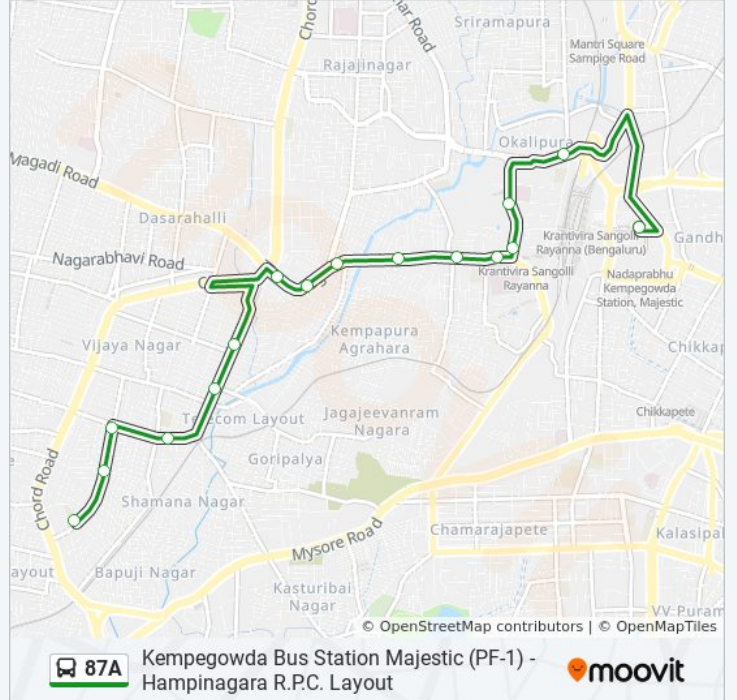 Sriramapura
Chord
ar Road
Mantri Square
Sampige Road
Rajajinagar
Okalipura
Magadi Road
Dasarahalli
Krantivira Sangolli
Rayanna (Bengaluru)
Gandh
Nagarabhavi Road
Krantivira Sangolli
Rayanna
Nadaprabhu
Kempegowda
Station, Majestic
Kempapura
Agrahara
Vijaya Nagar
Chikkap
Telecom Layout
Jagajeevanram
Nagara
Chikkapete
Goripalya
Chord Road
Shamana Nagar
Mysore Road
Chamarajapete
Kalasipal
ayout
Bapuji Nagar
Kasturibai
Nagar
VV Puram
© OpenStreetMap contributors | © OpenMapTiles
87A
Kempegowda Bus Station Majestic (PF-1) -
Hampinagara R.P.C. Layout
moovit